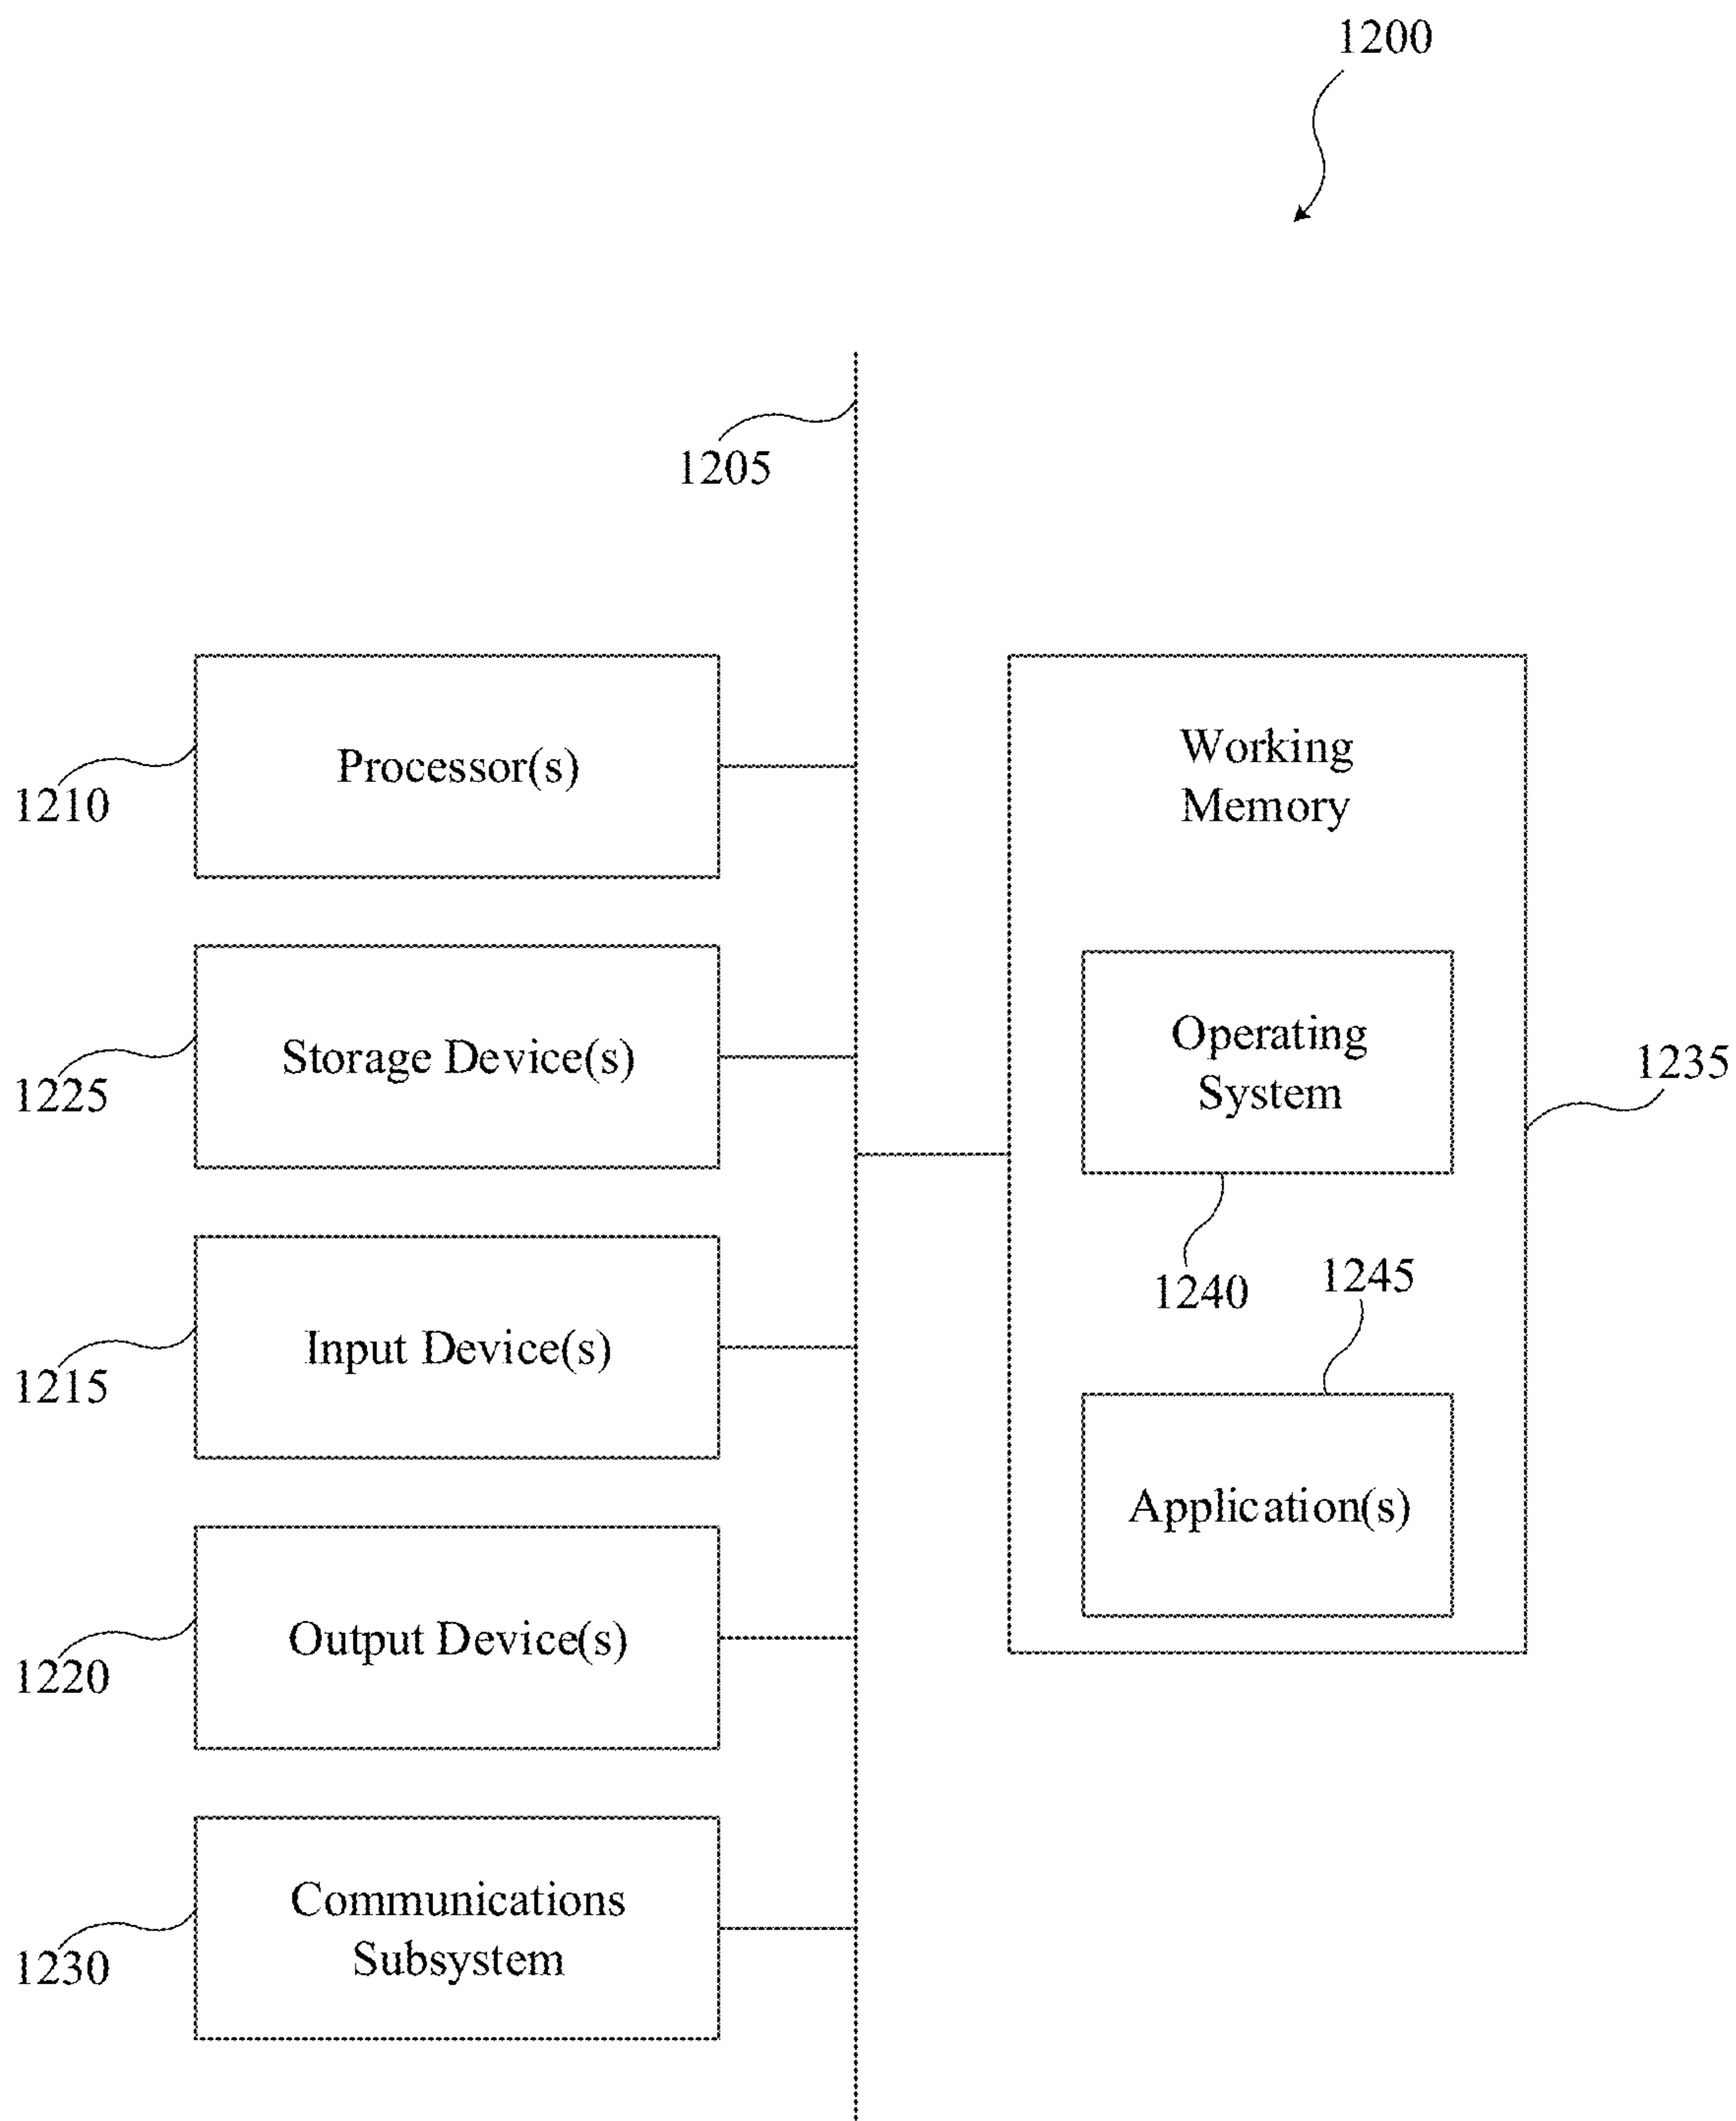 1200
1205
Processor(s)
1210
Storage Device(s)
1225
Input Device(s)
1215
Output Device(s)
1220
Communications
Subsystem
1230
Working
Memory
Operating
System
1235
1240
1245
Application(s)